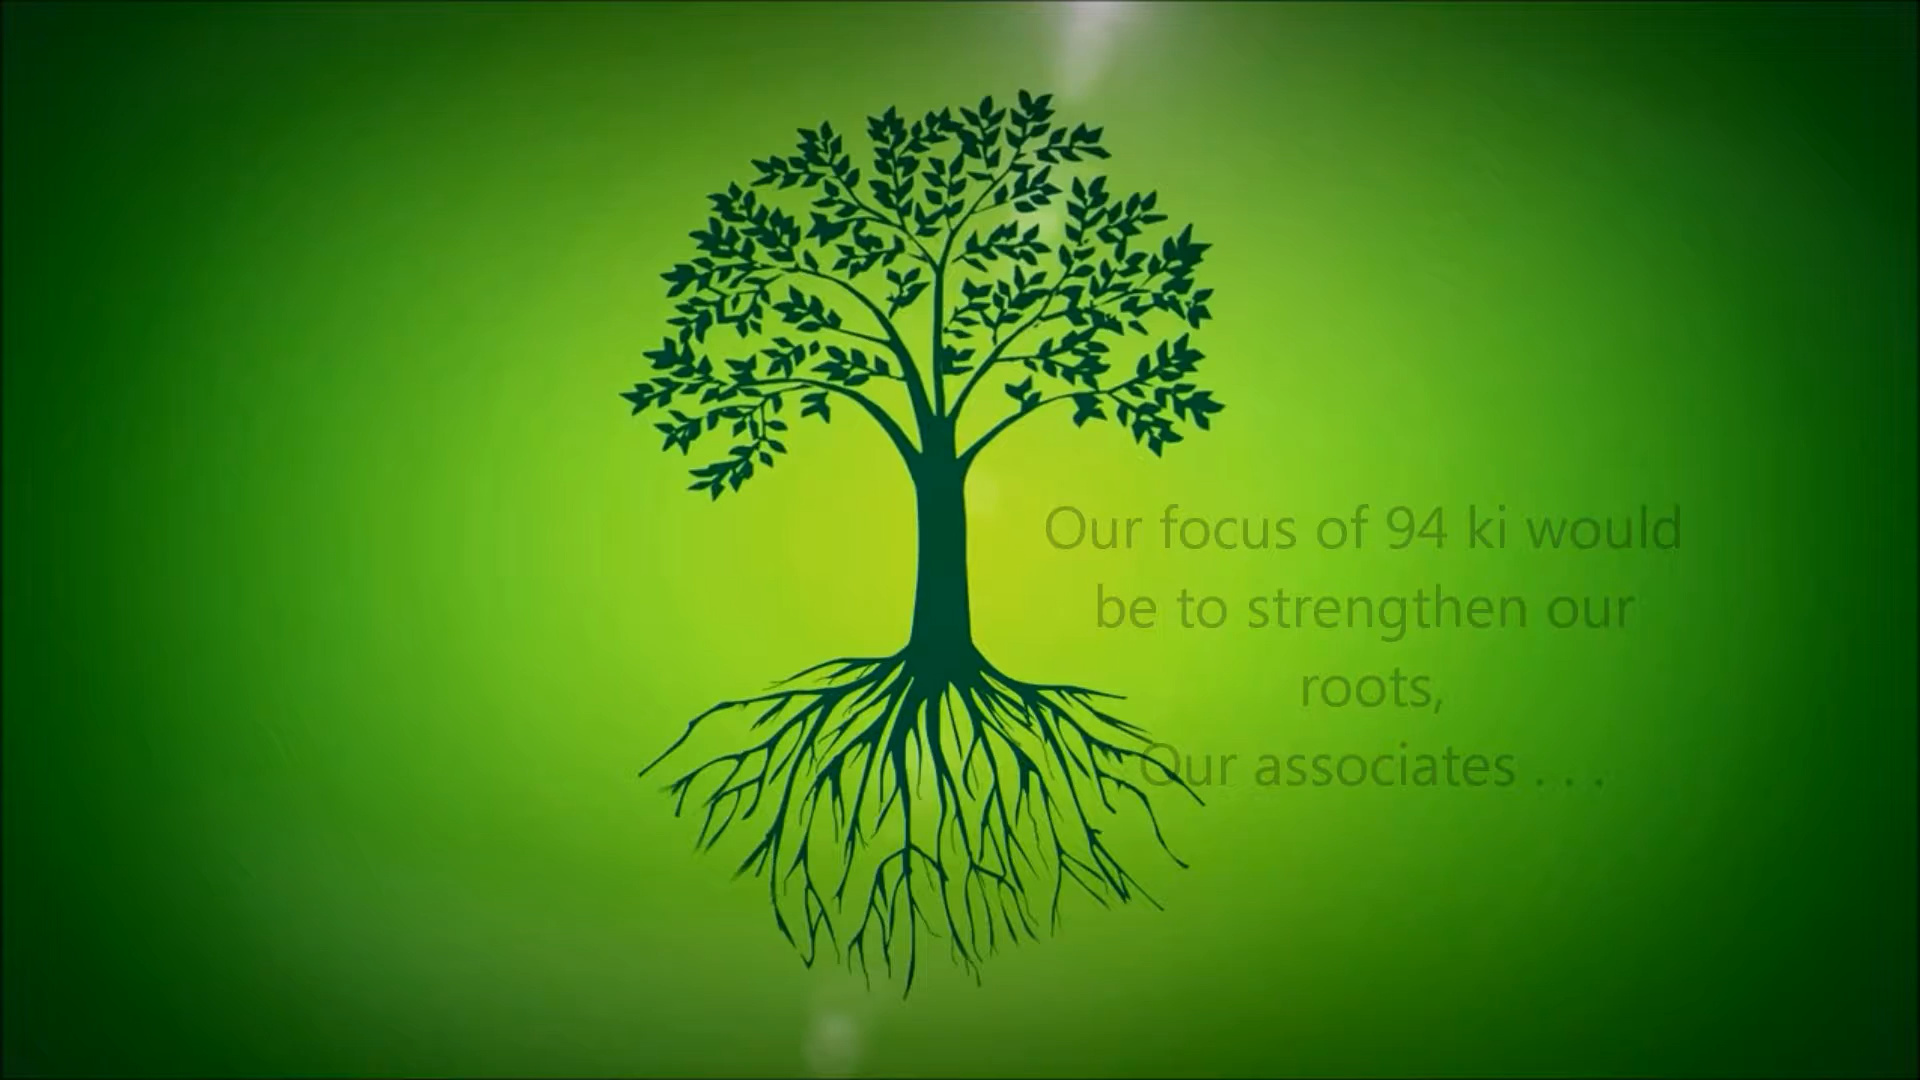 Our focus of 94 ki would
be to strengthen our
roots,
Our associates . . .